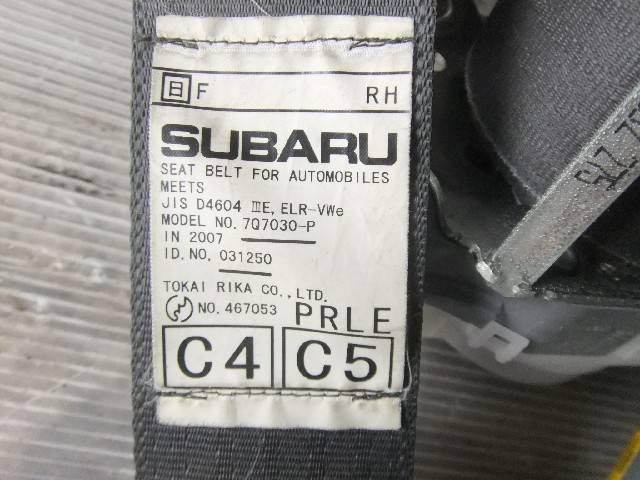 日 F RH
SUBARU
SEAT BELT FOR AUTOMOBILES
MEETS
JIS D4604 ⅢE, ELR-VWe
MODEL NO. 7Q7030-P
IN 2007
ID. NO. 031250
TOKAI RIKA CO., LTD.
NO. 467053 PRLE
C4 C5